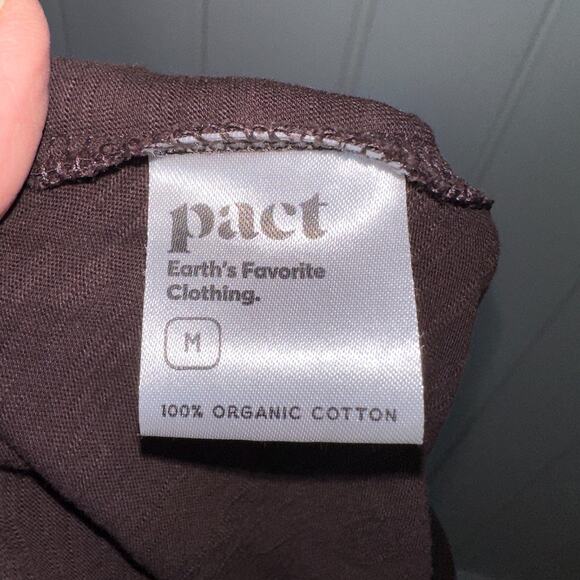 pact
Earth's Favorite
Clothing.
M
100% ORGANIC COTTON